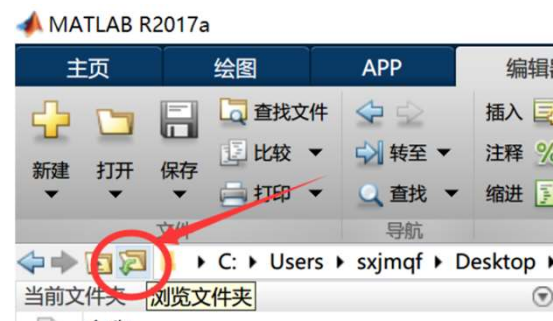 MATLAB R2017a
主页 绘图 APP 编辑
查找文件 插入
新建 打开 保存 比较 转至 注释
打印 查找 缩进
文件 导航
C: Users sxjmqf Desktop
当前文件夹 浏览文件夹